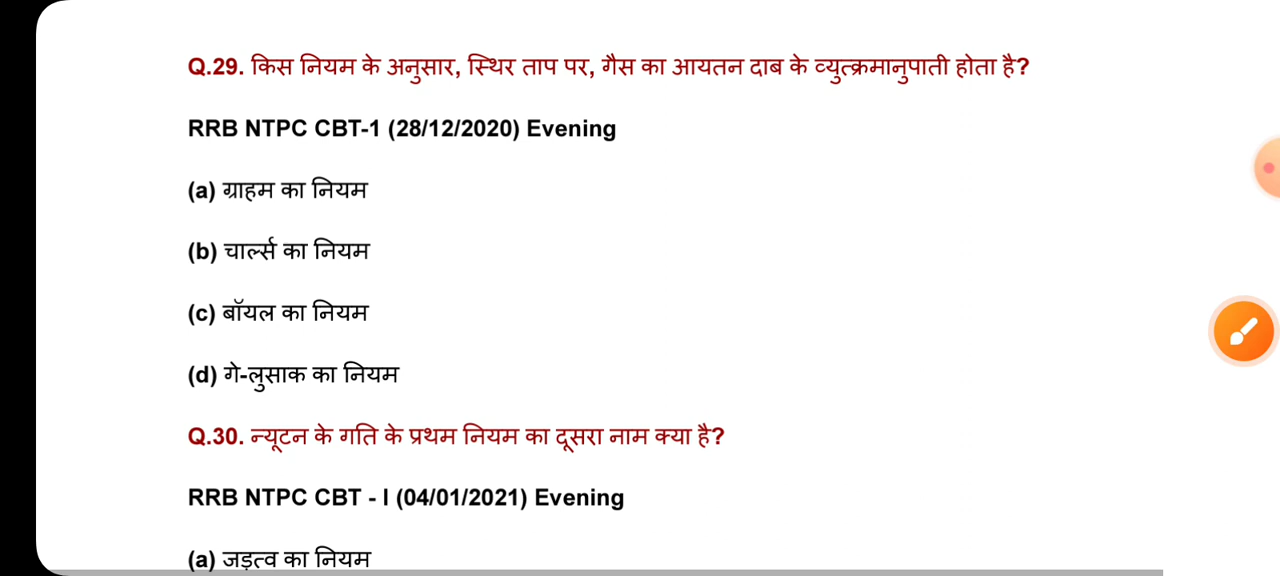 Q.29. किस नियम के अनुसार, स्थिर ताप पर, गैस का आयतन दाब के व्युत्क्रमानुपाती होता है?
RRB NTPC CBT-1 (28/12/2020) Evening
(a) ग्राहम का नियम
(b) चार्ल्स का नियम
(c) बॉयल का नियम
(d) गे-लुसाक का नियम
Q.30. न्यूटन के गति के प्रथम नियम का दूसरा नाम क्या है?
RRB NTPC CBT - I (04/01/2021) Evening
(a) जड़त्व का नियम